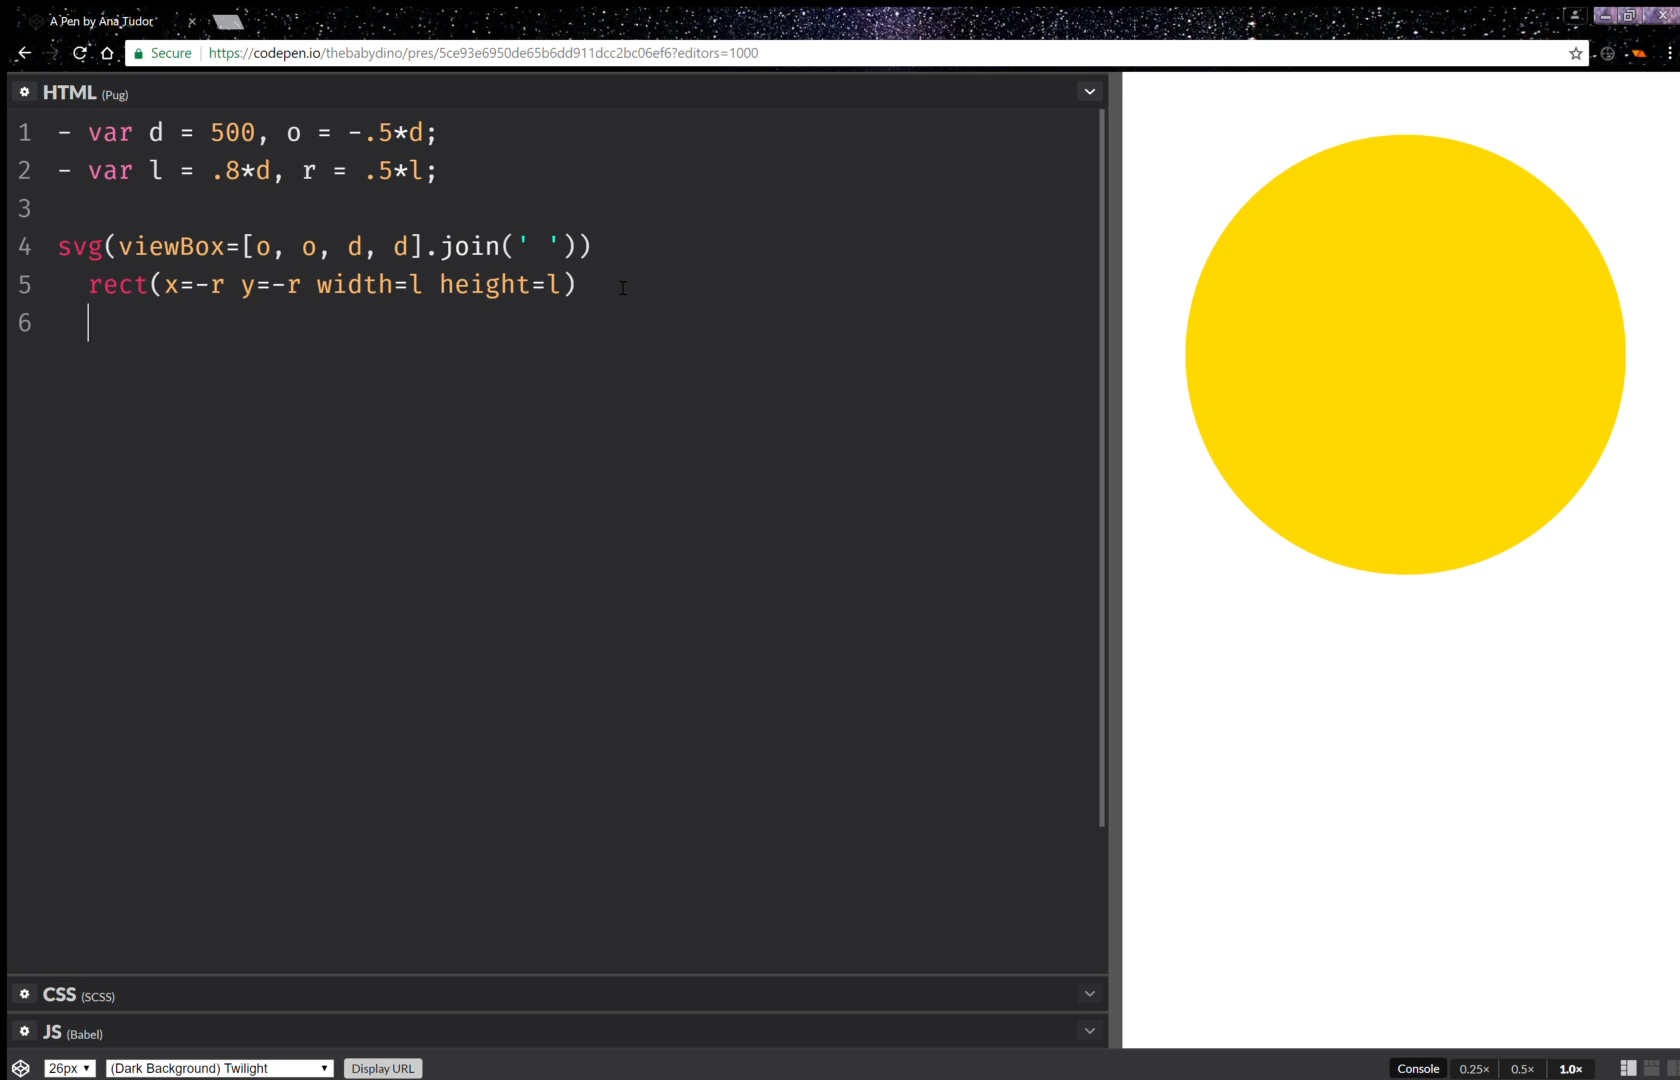 A Pen by Ana Tudor
Secure https://codepen.io/thebabydino/pres/5ce93e6950de65b6dd911dcc2bc06ef6?editors=1000
HTML (Pug)
1 - var d = 500, o = -.5*d;
2 - var l = .8*d, r = .5*l;
3
4 svg(viewBox=[o, o, d, d].join(' '))
5 rect(x=-r y=-r width=l height=l)
6
CSS (SCSS)
JS (Babel)
26px (Dark Background) Twilight Display URL Console 0.25× 0.5× 1.0×